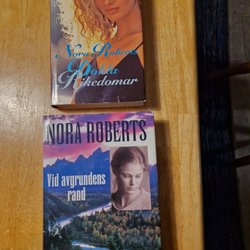 Nora Roberts
Dolda
Rikedomar
NORA ROBERTS
Vid avgrundens
rand